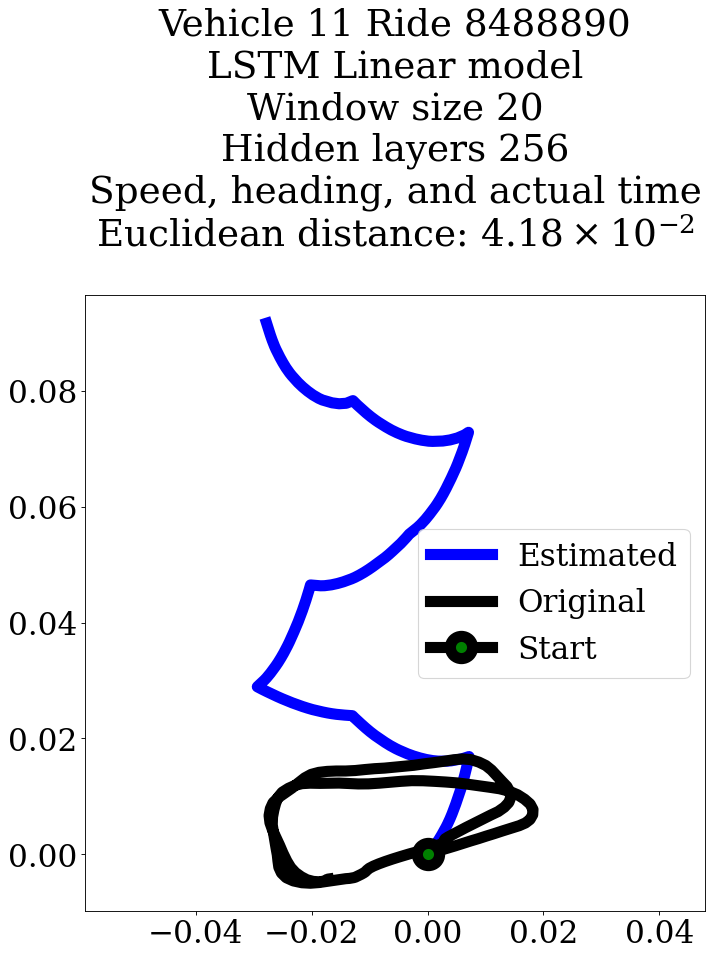 Vehicle 11 Ride 8488890
LSTM Linear model
Window size 20
Hidden layers 256
Speed, heading, and actual time
Euclidean distance: 4.18 × 10⁻²
0.08
0.06
0.04
0.02
0.00
Estimated
Original
Start
−0.04 −0.02 0.00 0.02 0.04